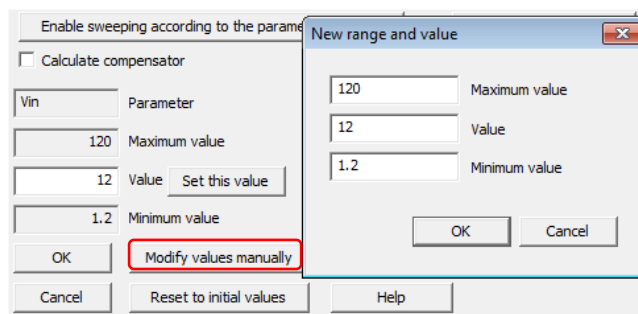 Enable sweeping according to the parame
Calculate compensator
Vin Parameter
120 Maximum value
12 Value Set this value
1.2 Minimum value
OK Modify values manually
Cancel Reset to initial values Help
New range and value
120 Maximum value
12 Value
1.2 Minimum value
OK Cancel